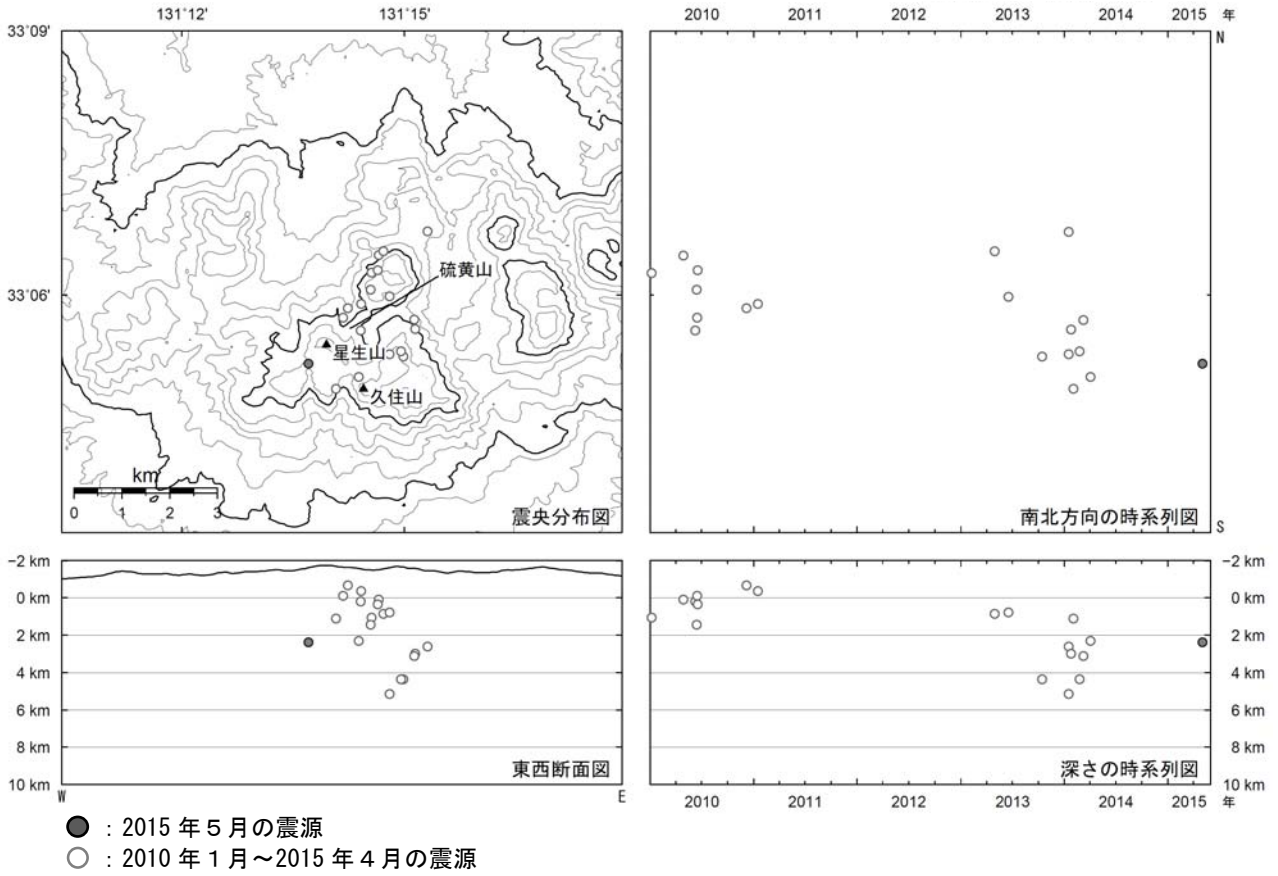 131°12' 131°15'
33°09'
33°06'
硫黄山
星生山
久住山
km
0 1 2 3
震央分布図
2010 2011 2012 2013 2014 2015 年
N
S
南北方向の時系列図
-2 km
0 km
2 km
4 km
6 km
8 km
10 km
W E
東西断面図
-2 km
0 km
2 km
4 km
6 km
8 km
10 km
深さの時系列図
2010 2011 2012 2013 2014 2015 年
:2015 年5月の震源
:2010 年1月~2015 年4月の震源